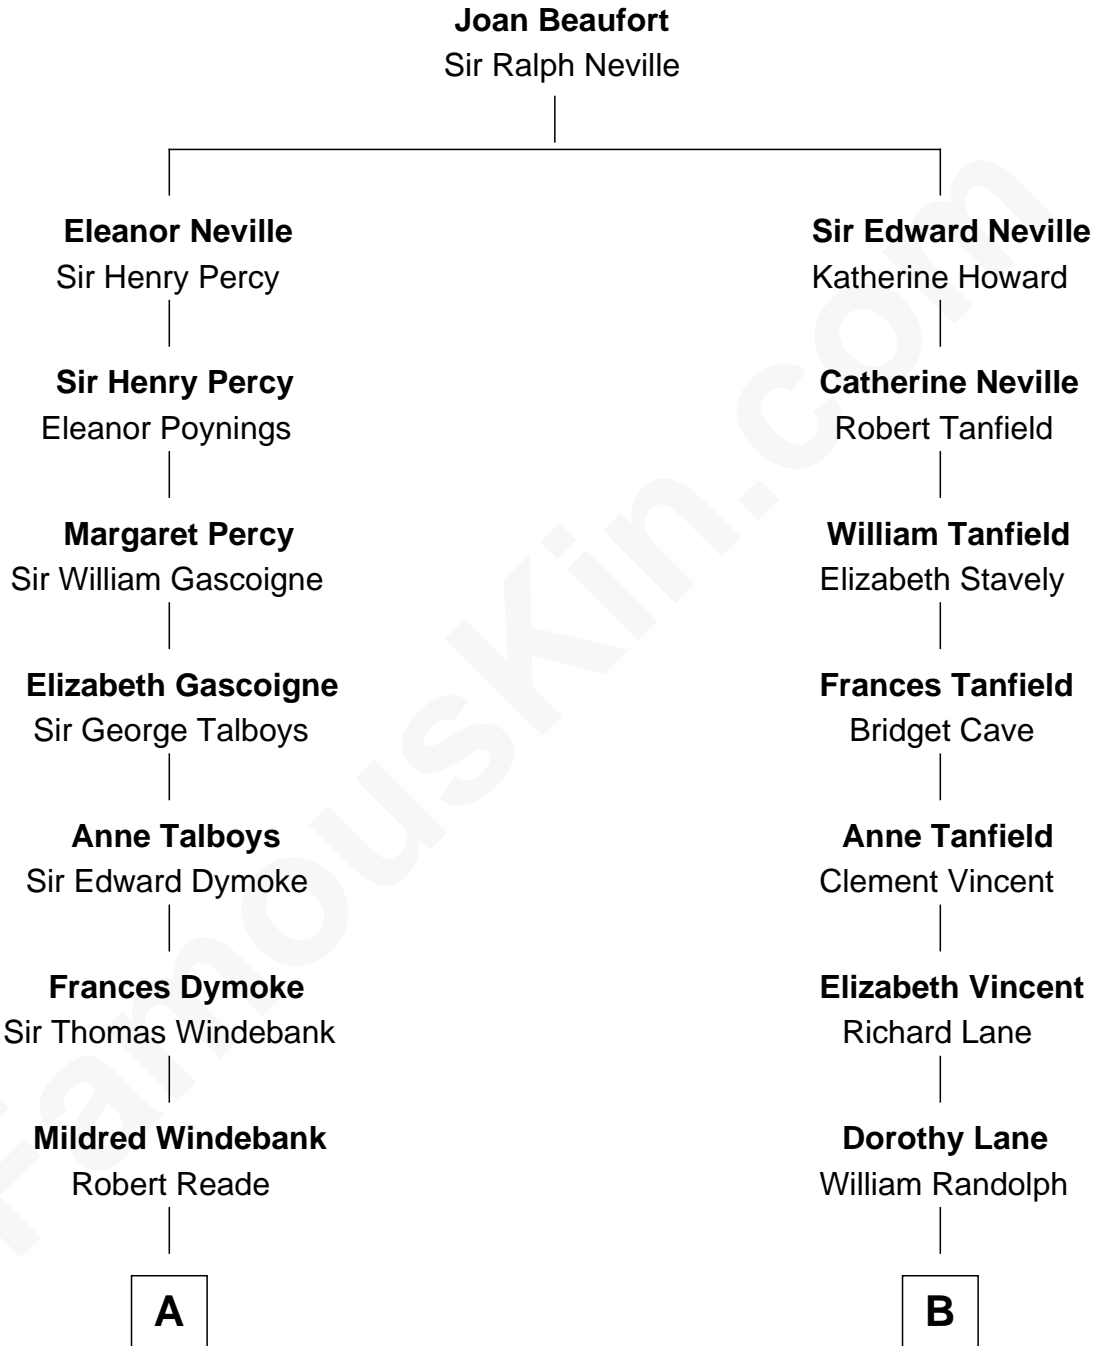 Joan Beaufort
Sir Ralph Neville
Eleanor Neville
Sir Henry Percy
Sir Edward Neville
Katherine Howard
Sir Henry Percy
Eleanor Poynings
Catherine Neville
Robert Tanfield
Margaret Percy
Sir William Gascoigne
William Tanfield
Elizabeth Stavely
Elizabeth Gascoigne
Sir George Talboys
Frances Tanfield
Bridget Cave
Anne Talboys
Sir Edward Dymoke
Anne Tanfield
Clement Vincent
Frances Dymoke
Sir Thomas Windebank
Elizabeth Vincent
Richard Lane
Mildred Windebank
Robert Reade
Dorothy Lane
William Randolph
A
B
FamousKin.com